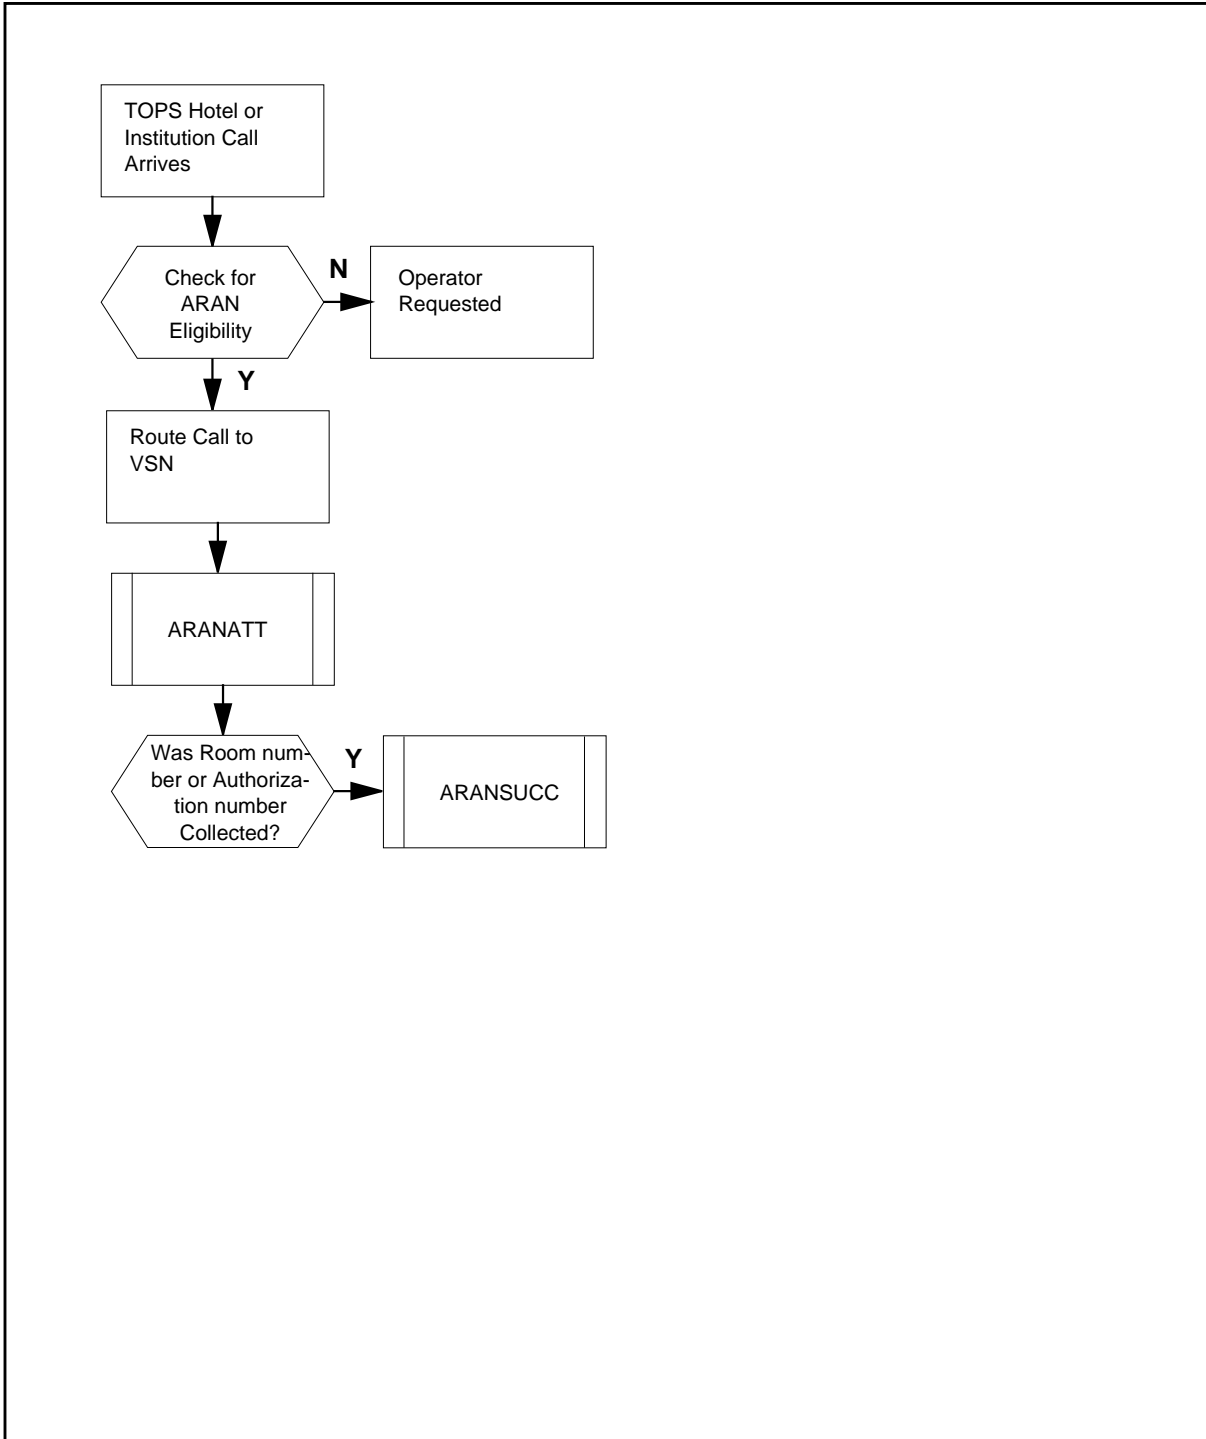 TOPS Hotel or
Institution Call
Arrives
Check for
ARAN
Eligibility
N
Operator
Requested
Y
Route Call to
VSN
ARANATT
Was Room num-
ber or Authoriza-
tion number
Collected?
Y
ARANSUCC